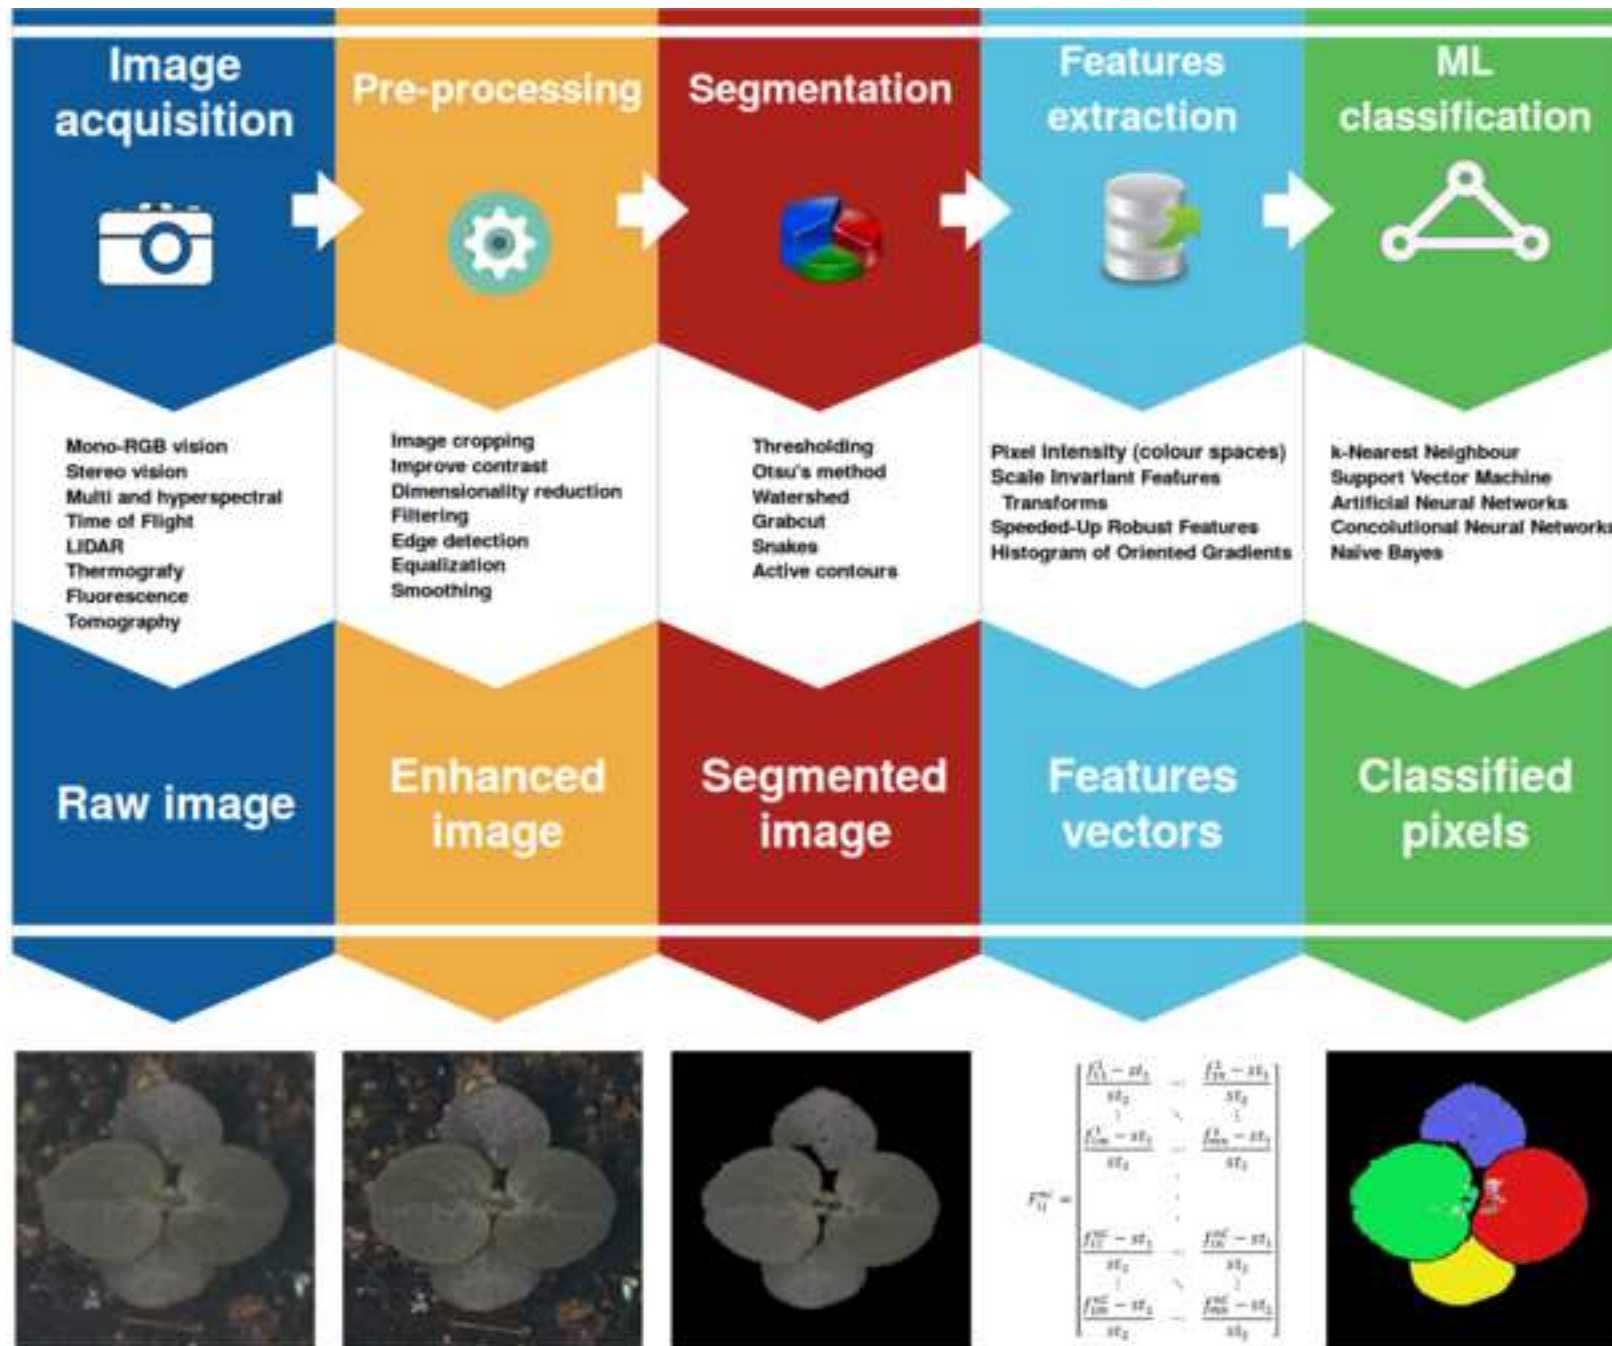 Image
acquisition
Pre-processing
Segmentation
Features
extraction
ML
classification
Mono-RGB vision
Stereo vision
Multi and hyperspectral
Time of Flight
LIDAR
Thermografy
Fluorescence
Tomography
Image cropping
Improve contrast
Dimensionality reduction
Filtering
Edge detection
Equalization
Smoothing
Thresholding
Otsu's method
Watershed
Grabcut
Snakes
Active contours
Pixel Intensity (colour spaces)
Scale Invariant Features
Transforms
Speeded-Up Robust Features
Histogram of Oriented Gradients
k-Nearest Neighbour
Support Vector Machine
Artificial Neural Networks
Concolutional Neural Networks
Naïve Bayes
Raw image
Enhanced
image
Segmented
image
Features
vectors
Classified
pixels